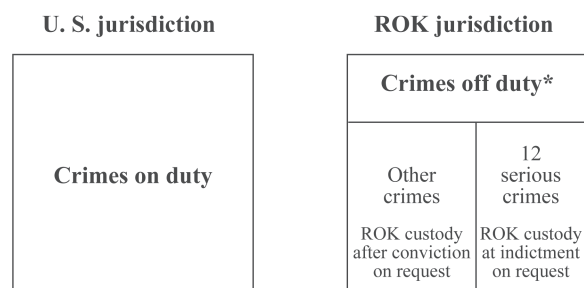 U. S. jurisdiction
ROK jurisdiction
Crimes on duty
Crimes off duty*
Other
crimes
ROK custody
after conviction
on request
12
serious
crimes
ROK custody
at indictment
on request